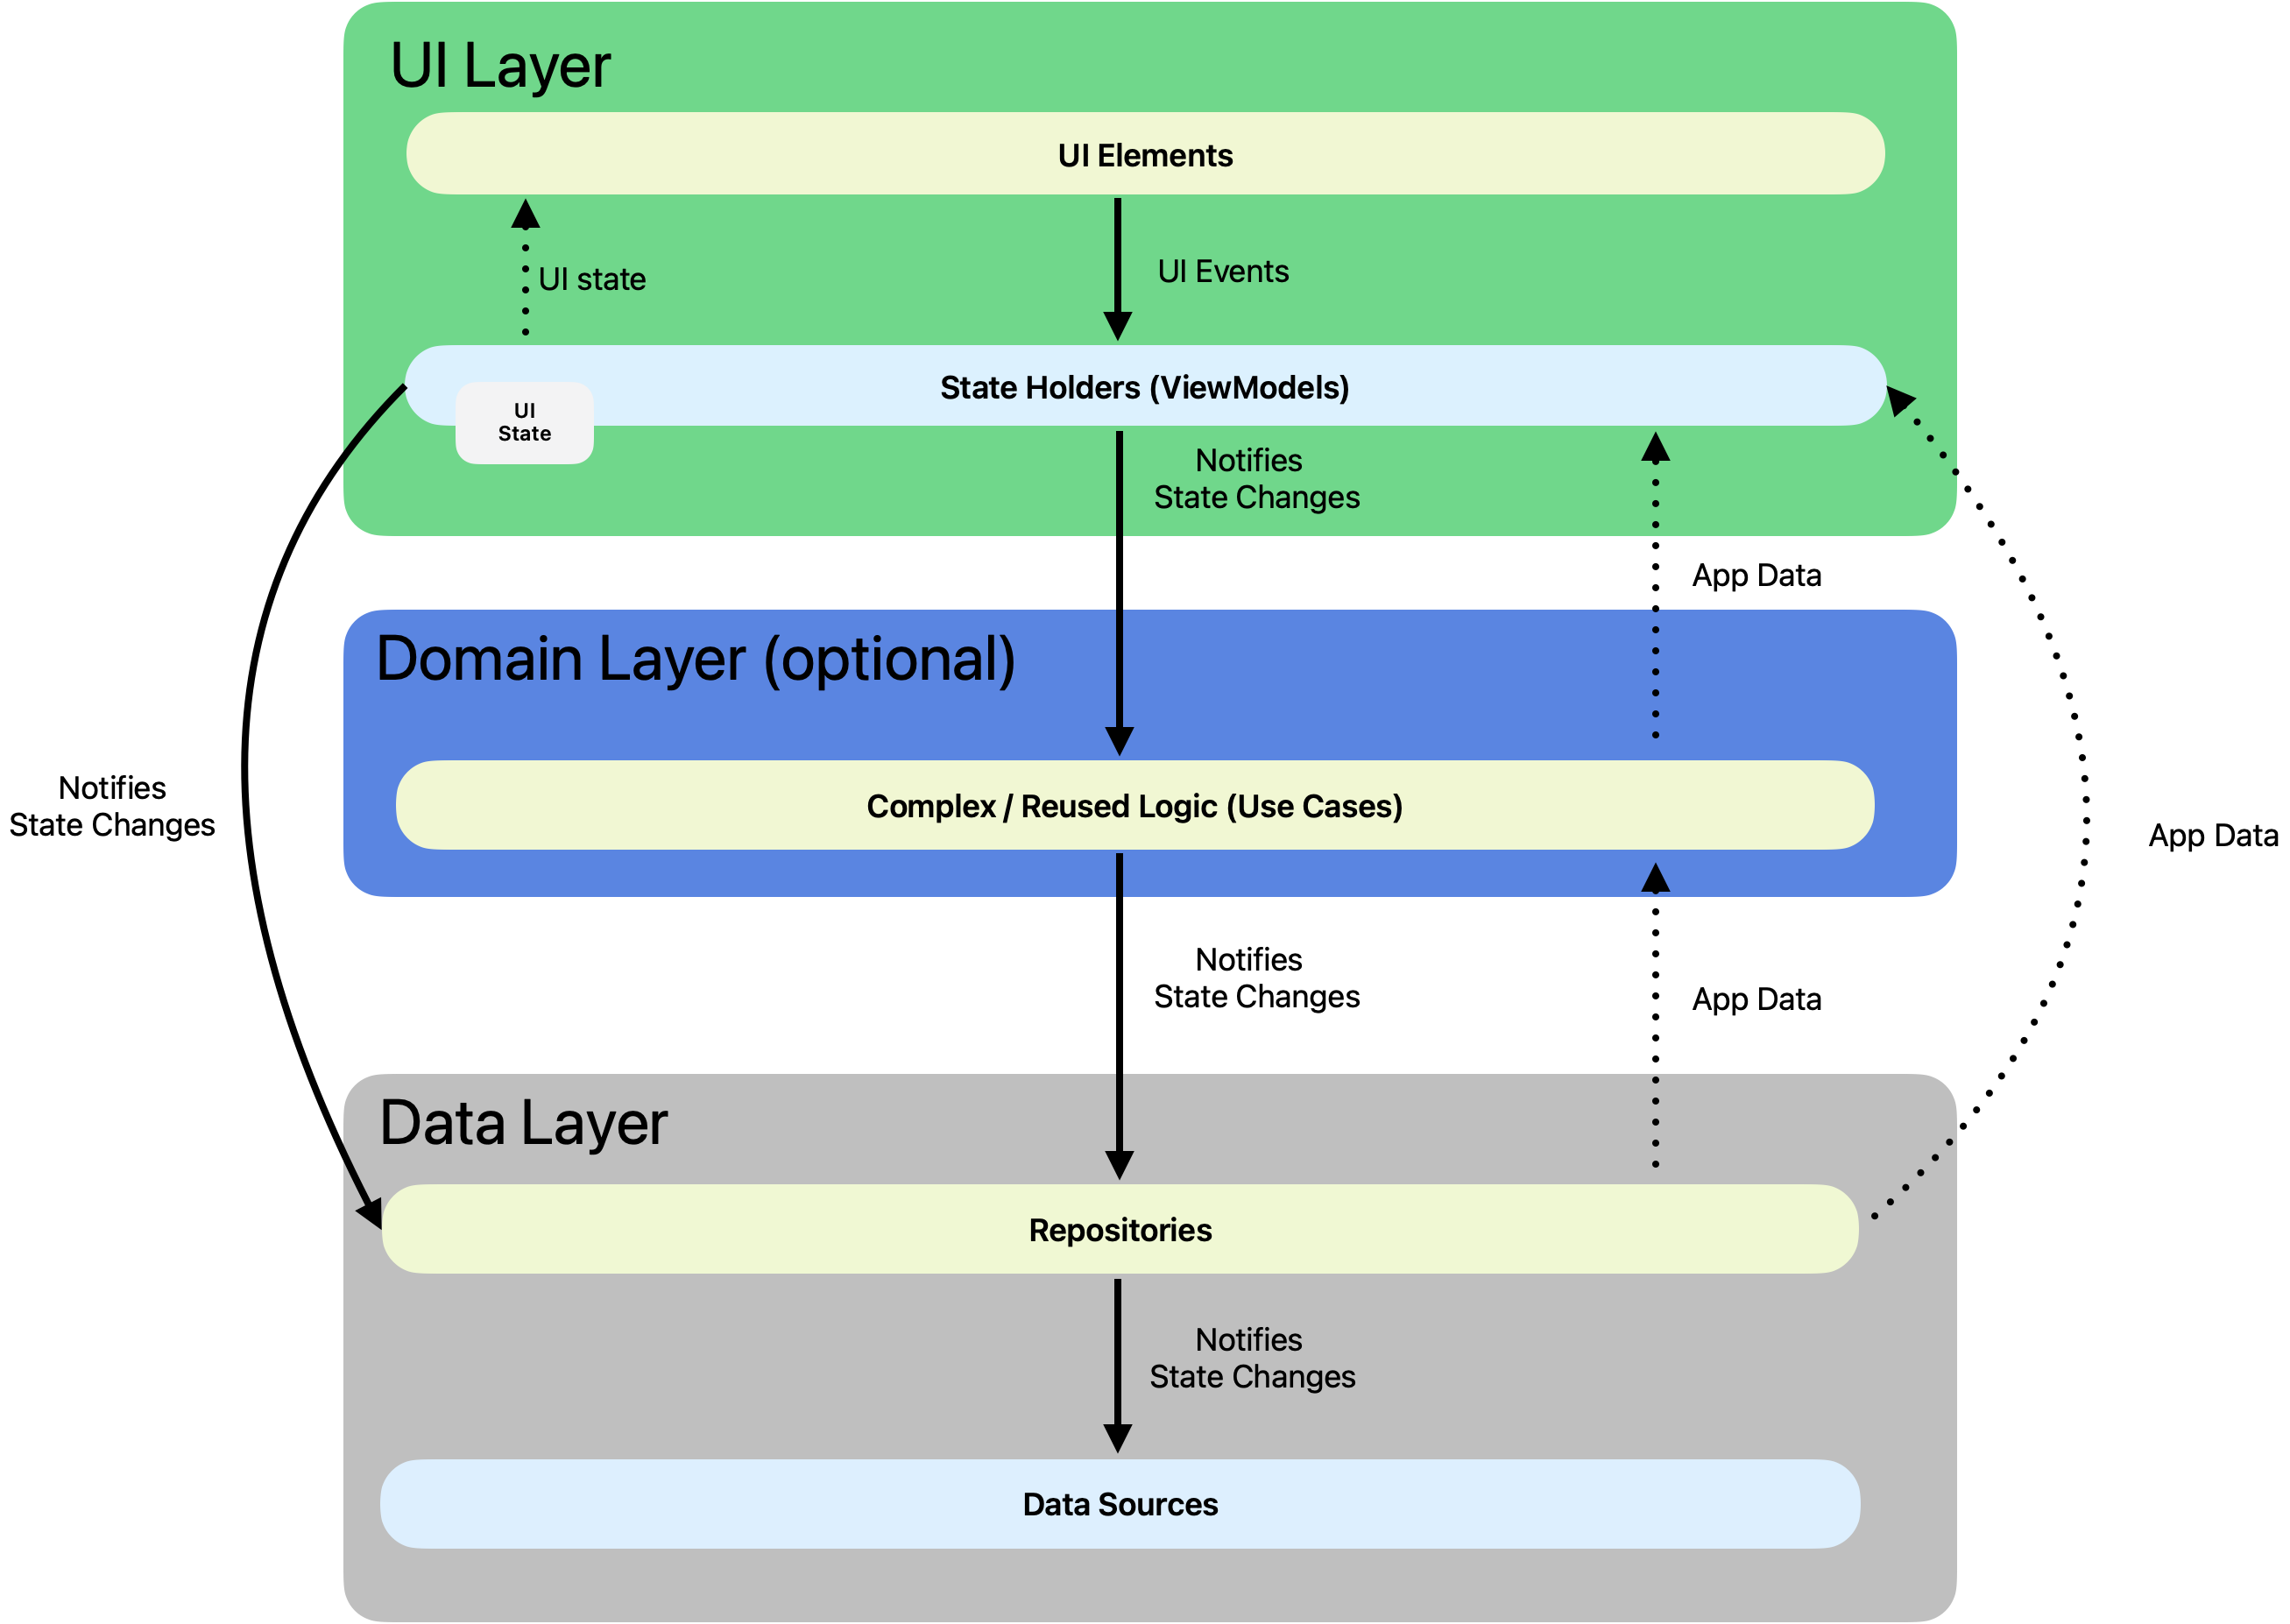 UI Layer
UI Elements
UI state
UI Events
State Holders (ViewModels)
UI
State
Notifies
State Changes
App Data
Domain Layer (optional)
Complex / Reused Logic (Use Cases)
Notifies
State Changes
App Data
Notifies
State Changes
App Data
Data Layer
Repositories
Notifies
State Changes
Data Sources